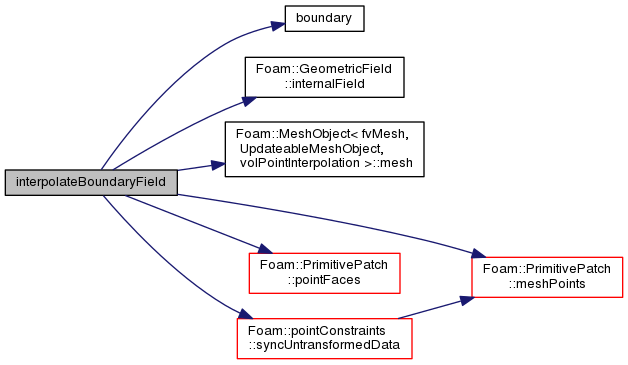 boundary
Foam::GeometricField
::internalField
Foam::MeshObject< fvMesh,
UpdateableMeshObject,
volPointInterpolation >::mesh
interpolateBoundaryField
Foam::PrimitivePatch
::pointFaces
Foam::PrimitivePatch
::meshPoints
Foam::pointConstraints
::syncUntransformedData